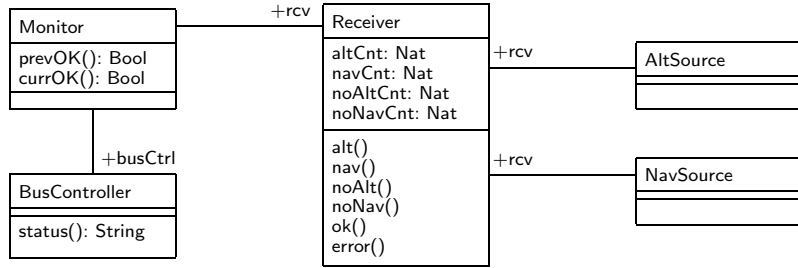 Monitor
prevOK(): Bool
currOK(): Bool
+busCtrl
BusController
status(): String
+rcv
Receiver
altCnt: Nat
navCnt: Nat
noAltCnt: Nat
noNavCnt: Nat
alt()
nav()
noAlt()
noNav()
ok()
error()
+rcv
AltSource
+rcv
NavSource